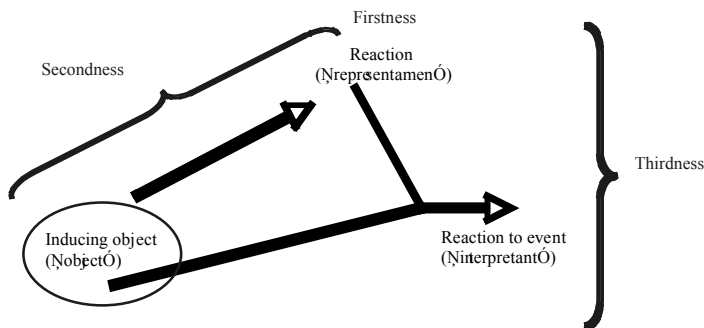 Firstness
Secondness
Reaction
(ŅrepresentamenÓ)
Thirdness
Inducing object
(ŅobjectÓ)
Reaction to event
(ŅinterpretantÓ)